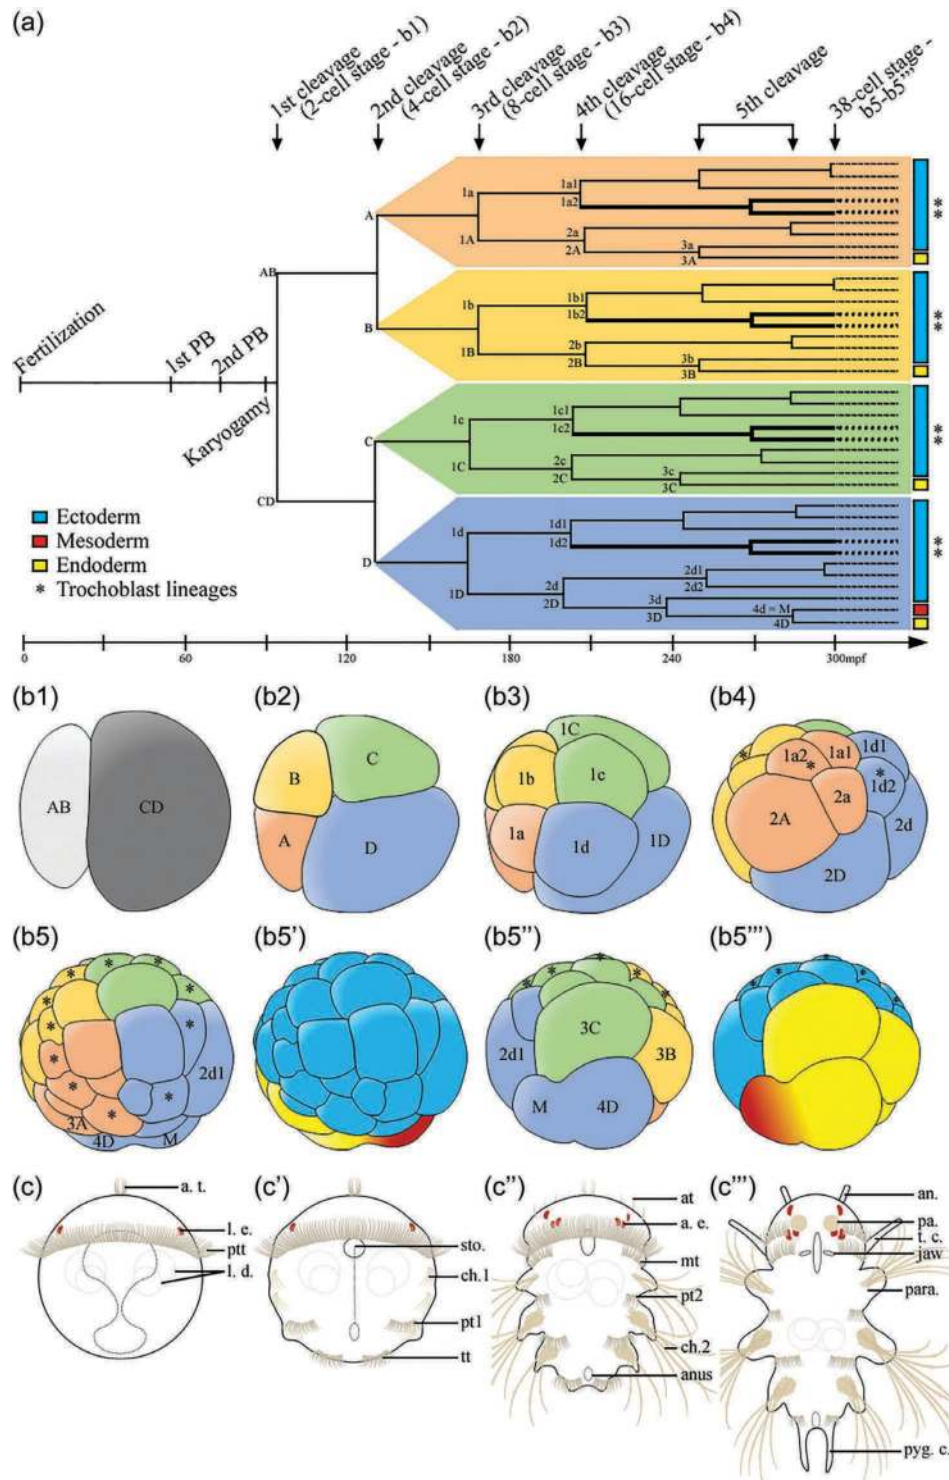 (a)
1st cleavage
(2-cell stage - b1)
2nd cleavage
(4-cell stage - b2)
3rd cleavage
(8-cell stage - b3)
4th cleavage
(16-cell stage - b4)
5th cleavage
38-cell stage -
b5-b5'''
Fertilization
1st PB
2nd PB
Karyogamy
AB
CD
A
1a
1A
1a1
1a2
2a
2A
3a
3A
* *
B
1b
1B
1b1
1b2
2b
2B
3b
3B
* *
C
1c
1C
1c1
1c2
2c
2C
3c
3C
* *
D
1d
1D
1d1
1d2
2d
2D
2d1
2d2
3d
3D
4d = M
4D
* *
Ectoderm
Mesoderm
Endoderm
* Trochoblast lineages
0 60 120 180 240 300mpf
(b1)
AB CD
(b2)
B C
A D
(b3)
1C
1b 1c
1a 1d 1D
(b4)
* 1a2 * 1a1 1d1
* 1d2
2A 2a 2d
2D
(b5)
* * * * * * * * * *
2d1
3A
4D M
(b5')
(b5'')
* * * * * *
3C
2d1 3B
M 4D
(b5''')
* * * * *
(c)
a. t.
l. e.
ptt
l. d.
(c')
sto.
ch.1
pt1
tt
(c'')
at
a. e.
mt
pt2
ch.2
anus
(c''')
an.
pa.
t. c.
jaw
para.
pyg. c.